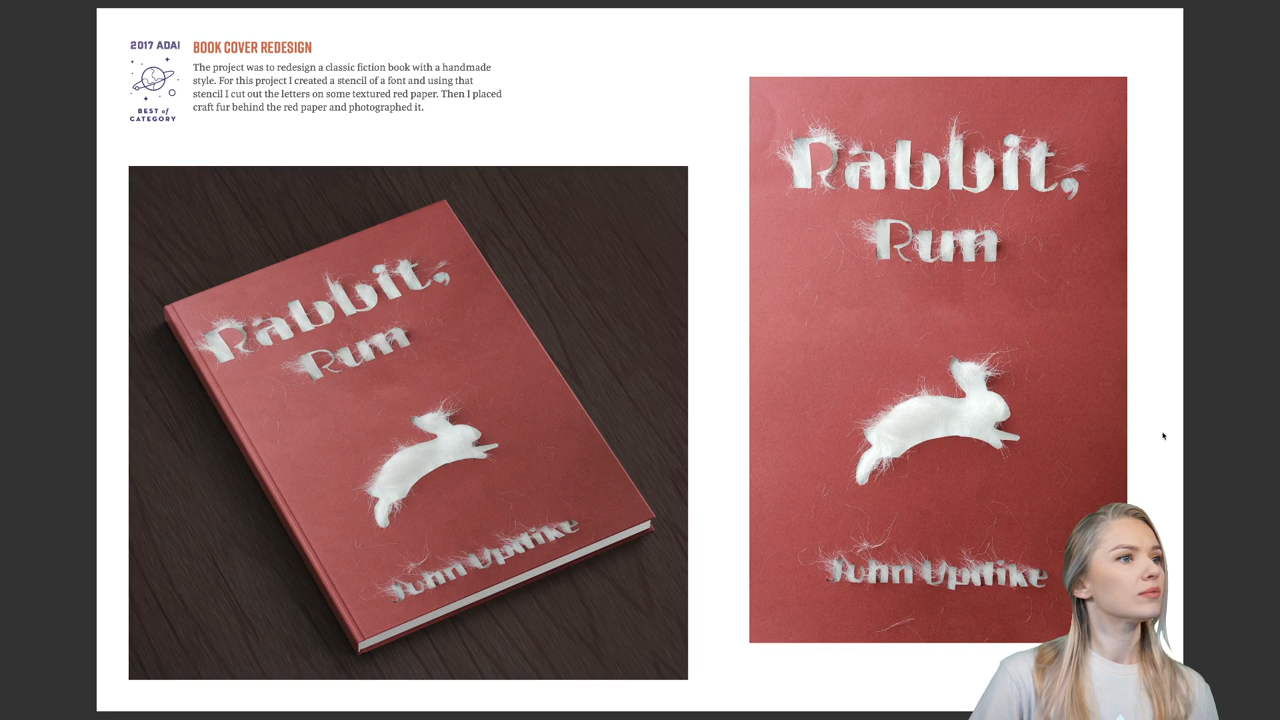 2017 ADAI
BEST of
CATEGORY
BOOK COVER REDESIGN
The project was to redesign a classic fiction book with a handmade
style. For this project I created a stencil of a font and using that
stencil I cut out the letters on some textured red paper. Then I placed
craft fur behind the red paper and photographed it.
Rabbit,
Run
John Updike
Rabbit,
Run
John Updike